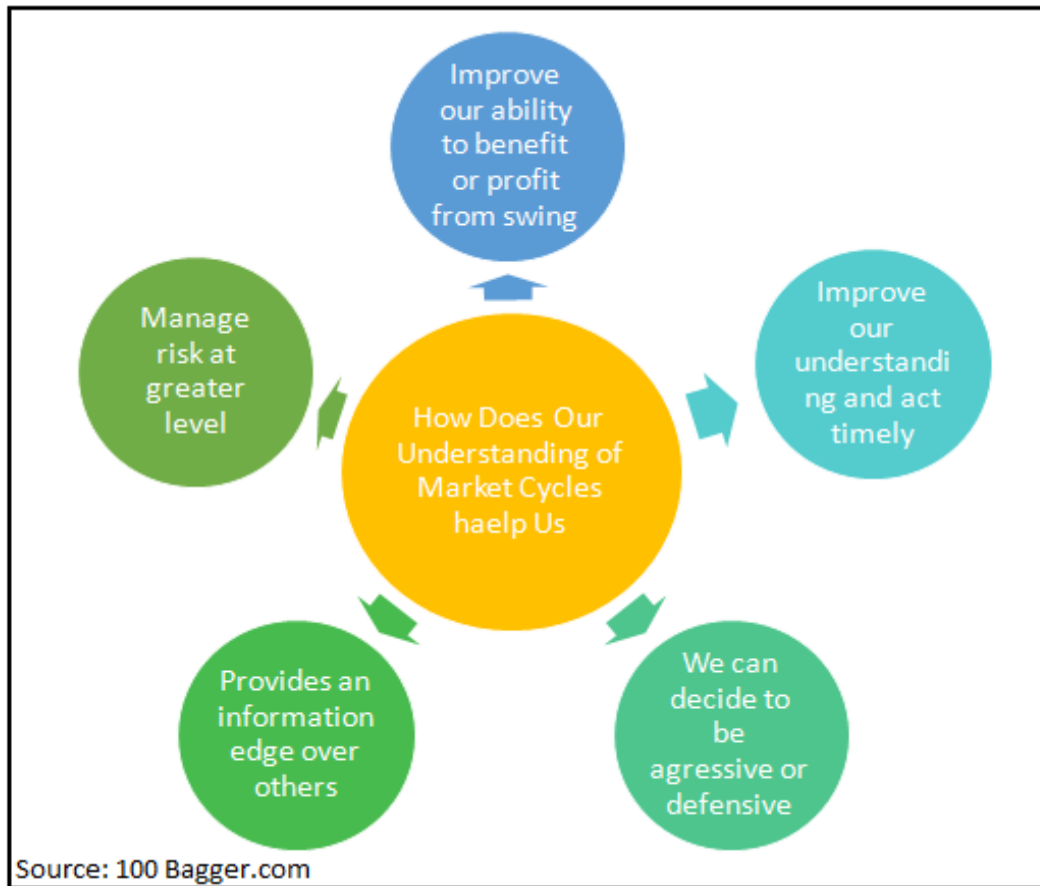 Improve
our ability
to benefit
or profit
from swing
Improve
our
understandi
ng and act
timely
Manage
risk at
greater
level
How Does Our
Understanding of
Market Cycles
haelp Us
We can
decide to
be
agressive or
defensive
Provides an
information
edge over
others
Source: 100 Bagger.com